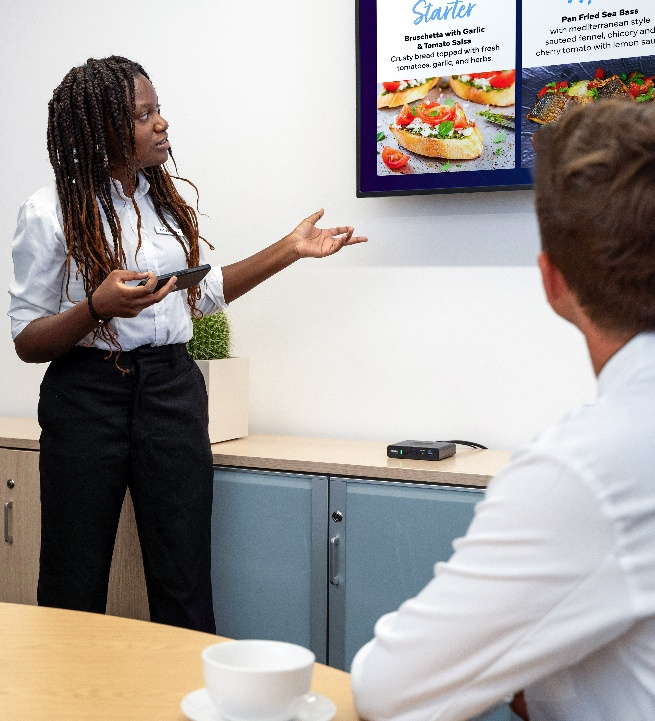 Starter
Bruschetta with Garlic
& Tomato Salsa
Crusty bread topped with fresh
tomatoes, garlic, and herbs.
Pan Fried Sea Bass
with mediterranean style
sauteed fennel, chicory and
cherry tomato with lemon sau